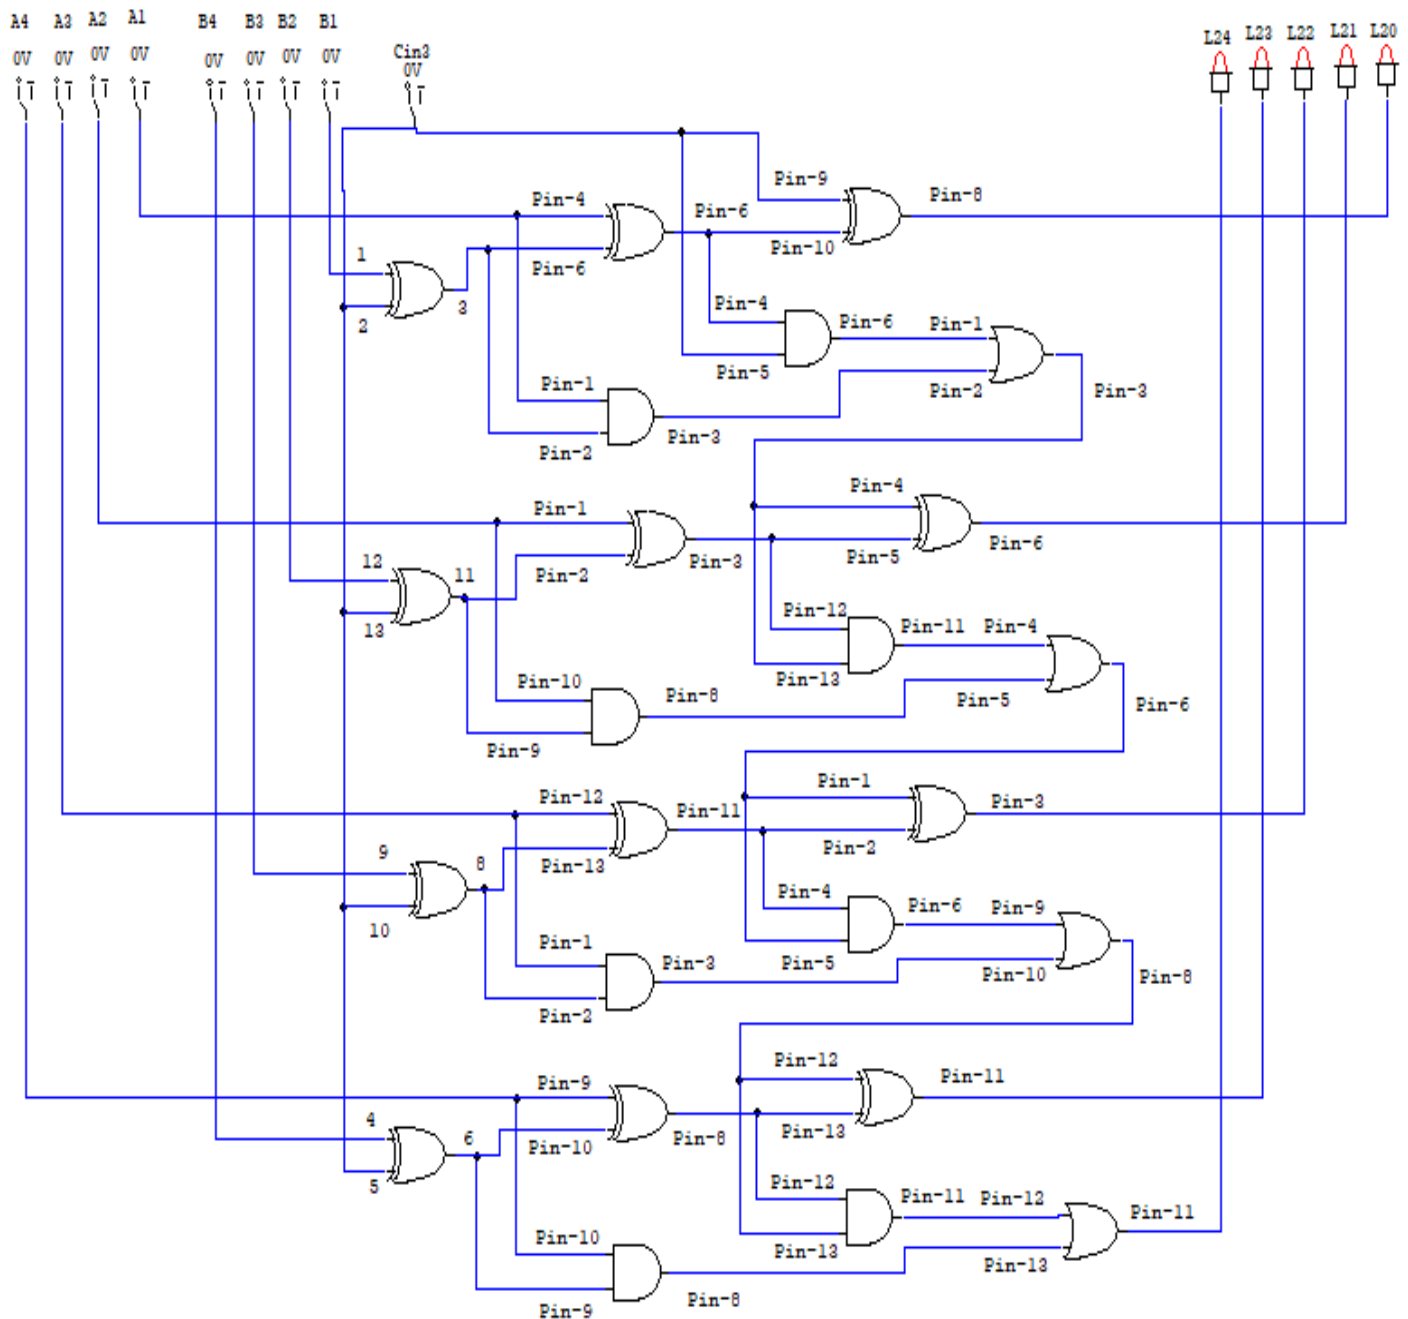 A4 A3 A2 A1 B4 B3 B2 B1
0V 0V 0V 0V 0V 0V 0V 0V
Cin3
0V
L24 L23 L22 L21 L20
Pin-9 Pin-8
Pin-4 Pin-6
Pin-10
1 Pin-6
3 Pin-4
2 Pin-6 Pin-1
Pin-5
Pin-1 Pin-2 Pin-3
Pin-3
Pin-2
Pin-4
Pin-1
Pin-6
12 11 Pin-2 Pin-3 Pin-5
13 Pin-12 Pin-11 Pin-4
Pin-10 Pin-8 Pin-13 Pin-5 Pin-6
Pin-9
Pin-1
Pin-12 Pin-11 Pin-3
9 8 Pin-13 Pin-2
10 Pin-4 Pin-6 Pin-9
Pin-1 Pin-3 Pin-5 Pin-10 Pin-8
Pin-2
Pin-12
Pin-9 Pin-11
4 6 Pin-10 Pin-8 Pin-13
5 Pin-12 Pin-11 Pin-12 Pin-11
Pin-10 Pin-13 Pin-13
Pin-9 Pin-8